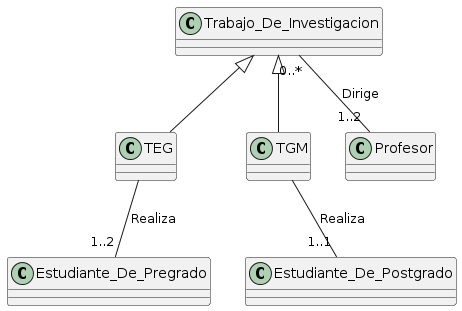 C Trabajo_De_Investigacion
0..*
Dirige
1..2
C TEG
C TGM
C Profesor
Realiza
Realiza
1..2
1..1
C Estudiante_De_Pregrado
C Estudiante_De_Postgrado